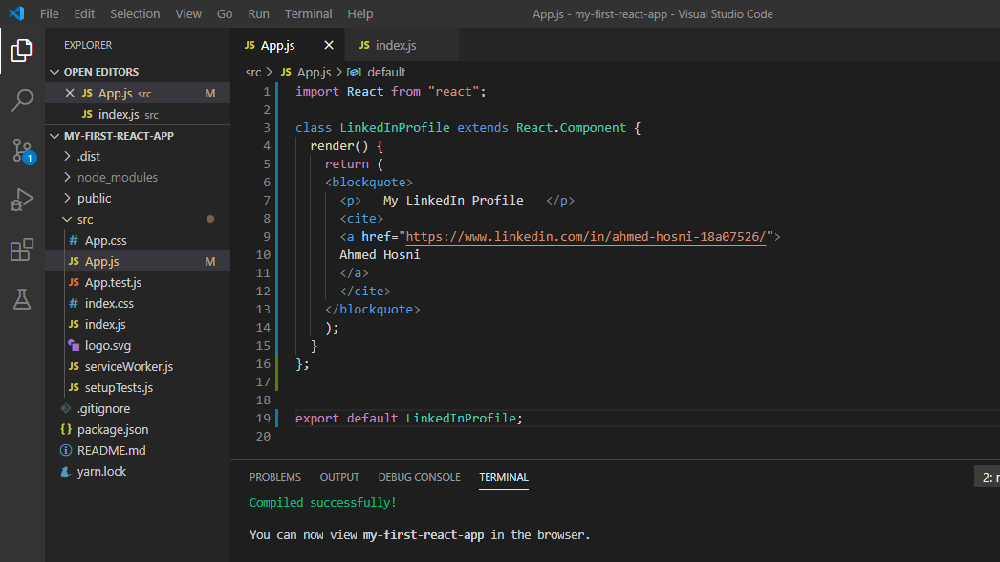 File Edit Selection View Go Run Terminal Help App.js - my-first-react-app - Visual Studio Code
EXPLORER
OPEN EDITORS
App.js src M
index.js src
MY-FIRST-REACT-APP
.dist
node_modules
public
src
# App.css
JS App.js M
JS App.test.js
# index.css
JS index.js
logo.svg
JS serviceWorker.js
JS setupTests.js
.gitignore
{} package.json
README.md
yarn.lock
1
JS App.js JS index.js
src > JS App.js > default
1 import React from "react";
2
3 class LinkedInProfile extends React.Component {
4 render() {
5 return (
6 <blockquote>
7 <p> My LinkedIn Profile </p>
8 <cite>
9 <a href="https://www.linkedin.com/in/ahmed-hosni-18a07526/">
10 Ahmed Hosni
11 </a>
12 </cite>
13 </blockquote>
14 );
15 }
16 };
17
18
19 export default LinkedInProfile;
20
PROBLEMS OUTPUT DEBUG CONSOLE TERMINAL 2:
Compiled successfully!
You can now view my-first-react-app in the browser.